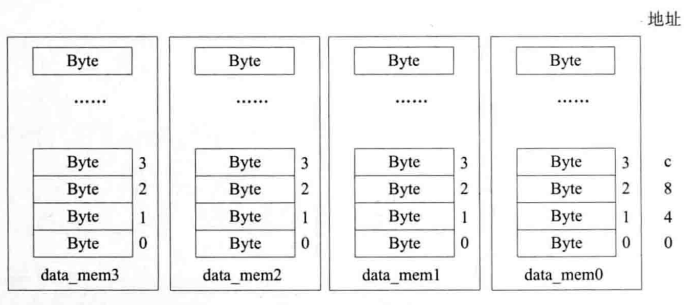 地址
Byte Byte Byte Byte
...... ...... ...... ......
Byte 3 Byte 3 Byte 3 Byte 3 c
Byte 2 Byte 2 Byte 2 Byte 2 8
Byte 1 Byte 1 Byte 1 Byte 1 4
Byte 0 Byte 0 Byte 0 Byte 0 0
data_mem3 data_mem2 data_mem1 data_mem0